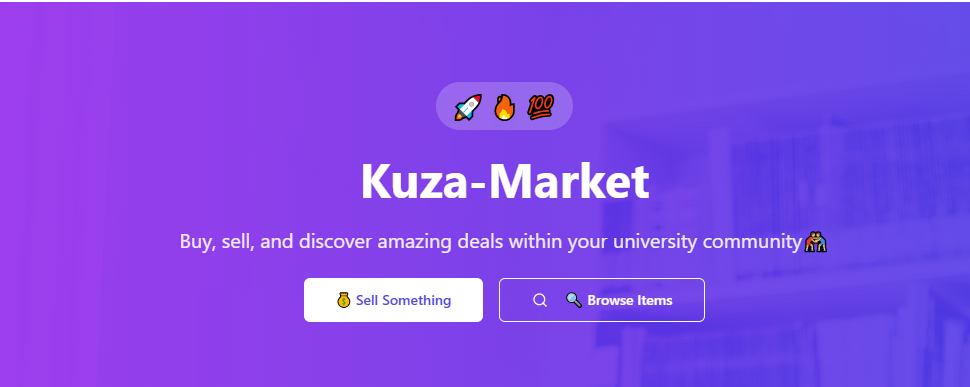 🚀 🔥 💯
Kuza-Market
Buy, sell, and discover amazing deals within your university community🫂
💰 Sell Something
🔍 Browse Items